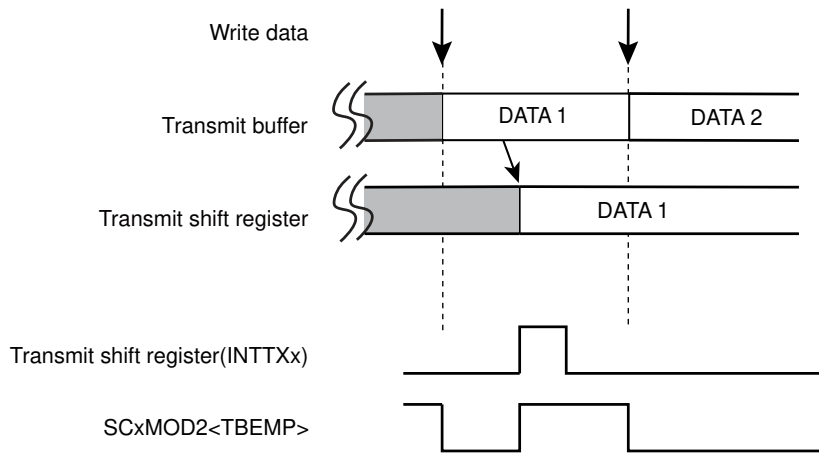 Write data
Transmit buffer
DATA 1
DATA 2
Transmit shift register
DATA 1
Transmit shift register(INTTXx)
SCxMOD2<TBEMP>